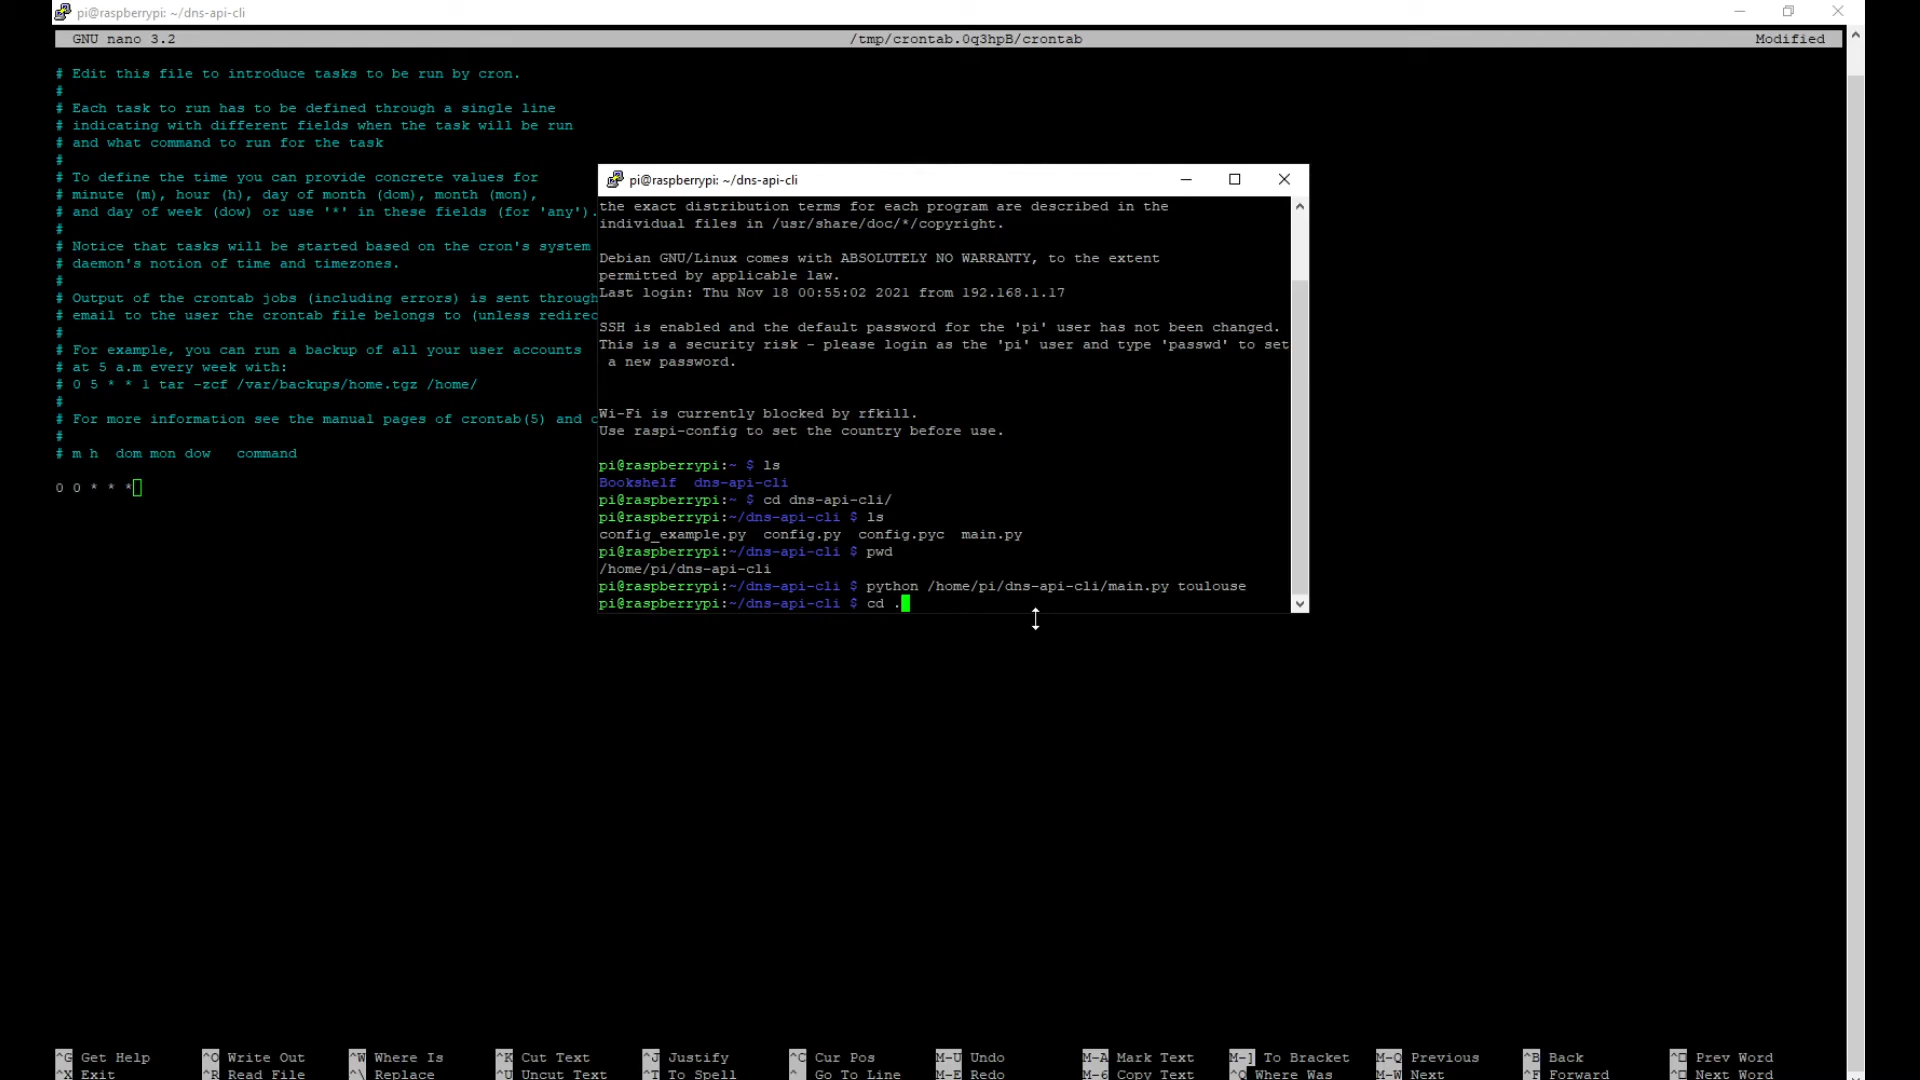 pi@raspberrypi: ~/dns-api-cli
GNU nano 3.2 /tmp/crontab.0q3hpB/crontab Modified
# Edit this file to introduce tasks to be run by cron.
#
# Each task to run has to be defined through a single line
# indicating with different fields when the task will be run
# and what command to run for the task
#
# To define the time you can provide concrete values for
# minute (m), hour (h), day of month (dom), month (mon),
# and day of week (dow) or use '*' in these fields (for 'any').
#
# Notice that tasks will be started based on the cron's system
# daemon's notion of time and timezones.
#
# Output of the crontab jobs (including errors) is sent through
# email to the user the crontab file belongs to (unless redirec
#
# For example, you can run a backup of all your user accounts
# at 5 a.m every week with:
# 0 5 * * 1 tar -zcf /var/backups/home.tgz /home/
#
# For more information see the manual pages of crontab(5) and c
#
# m h  dom mon dow   command
0 0 * * *
pi@raspberrypi: ~/dns-api-cli
the exact distribution terms for each program are described in the
individual files in /usr/share/doc/*/copyright.
Debian GNU/Linux comes with ABSOLUTELY NO WARRANTY, to the extent
permitted by applicable law.
Last login: Thu Nov 18 00:55:02 2021 from 192.168.1.17
SSH is enabled and the default password for the 'pi' user has not been changed.
This is a security risk - please login as the 'pi' user and type 'passwd' to set
a new password.
Wi-Fi is currently blocked by rfkill.
Use raspi-config to set the country before use.
pi@raspberrypi:~ $ ls
Bookshelf  dns-api-cli
pi@raspberrypi:~ $ cd dns-api-cli/
pi@raspberrypi:~/dns-api-cli $ ls
config_example.py  config.py  config.pyc  main.py
pi@raspberrypi:~/dns-api-cli $ pwd
/home/pi/dns-api-cli
pi@raspberrypi:~/dns-api-cli $ python /home/pi/dns-api-cli/main.py toulouse
pi@raspberrypi:~/dns-api-cli $ cd .
^G Get Help ^O Write Out ^W Where Is ^K Cut Text ^J Justify ^C Cur Pos M-U Undo M-A Mark Text M-] To Bracket M-Q Previous ^B Back ^□ Prev Word
^X Exit ^R Read File ^\ Replace ^U Uncut Text ^T To Spell ^_ Go To Line M-E Redo M-6 Copy Text ^Q Where Was M-W Next ^F Forward ^□ Next Word